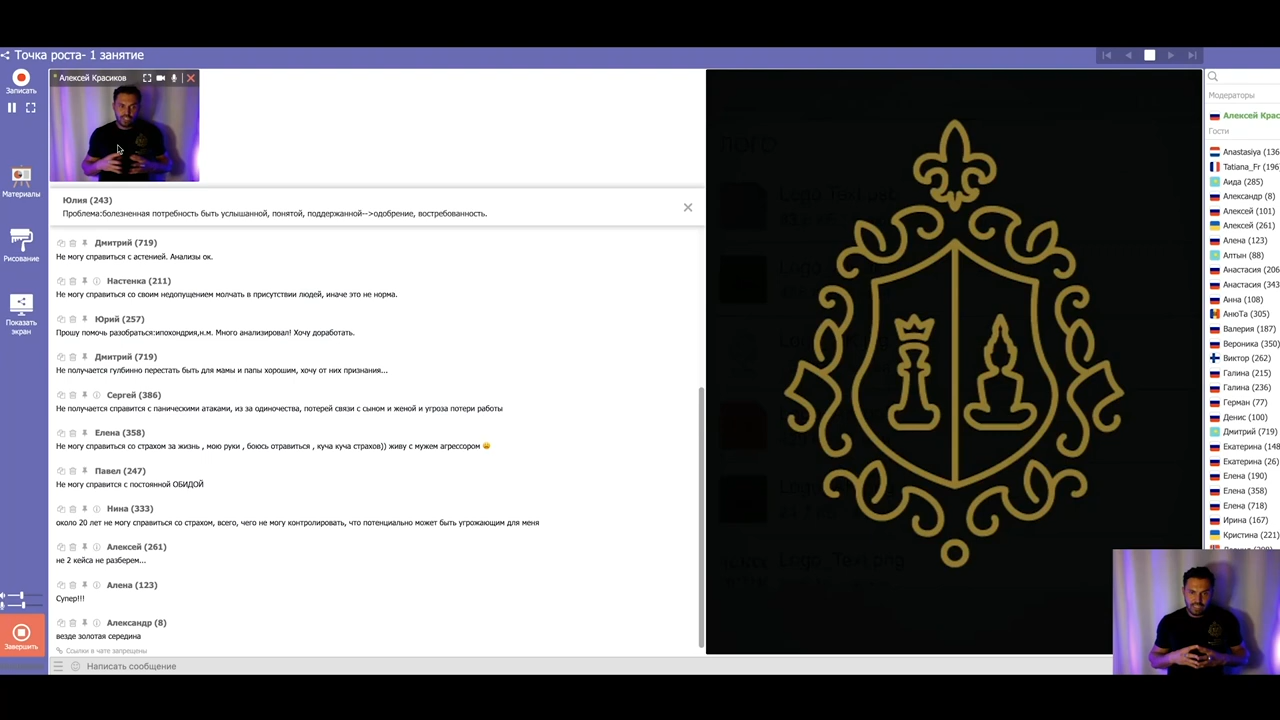 Точка роста- 1 занятие
Записать
Материалы
Рисование
Показать
экран
Завершить
Алексей Красиков
Юлия (243)
Проблема:болезненная потребность быть услышанной, понятой, поддержанной-->одобрение, востребованность.
Дмитрий (719)
Не могу справиться с астенией. Анализы ок.
Настенка (211)
Не могу справиться со своим недопущением молчать в присутствии людей, иначе это не норма.
Юрий (257)
Прошу помочь разобраться:ипохондрия,н.м. Много анализировал! Хочу доработать.
Дмитрий (719)
Не получается гулбинно перестать быть для мамы и папы хорошим, хочу от них признания...
Сергей (386)
Не получается справится с паническими атаками, из за одиночества, потерей связи с сыном и женой и угроза потери работы
Елена (358)
Не могу справиться со страхом за жизнь , мою руки , боюсь отравиться , куча куча страхов)) живу с мужем агрессором
Павел (247)
Не могу справится с постоянной ОБИДОЙ
Нина (333)
около 20 лет не могу справиться со страхом, всего, чего не могу контролировать, что потенциально может быть угрожающим для меня
Алексей (261)
не 2 кейса не разберем...
Алена (123)
Супер!!!
Александр (8)
везде золотая середина
Ссылки в чате запрещены
Написать сообщение
Модераторы
Алексей Крас
Гости
Anastasiya (136
Tatiana_Fr (196
Аида (285)
Александр (8)
Алексей (101)
Алексей (261)
Алена (123)
Алтын (88)
Анастасия (206
Анастасия (343
Анна (108)
АнюТа (305)
Валерия (187)
Вероника (350)
Виктор (262)
Галина (215)
Галина (236)
Герман (77)
Денис (100)
Дмитрий (719)
Екатерина (148
Екатерина (26)
Елена (190)
Елена (358)
Елена (718)
Ирина (167)
Кристина (221)